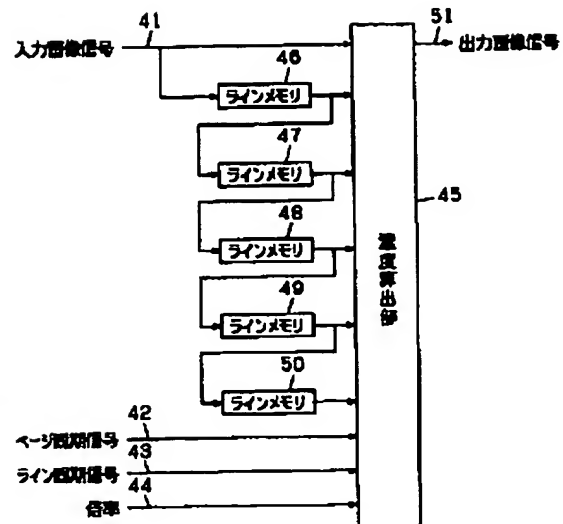 41
入力画像信号
51
出力画像信号
46
ラインメモリ
47
ラインメモリ
45
48
ラインメモリ
濃度算出部
49
ラインメモリ
50
ラインメモリ
42
ページ同期信号
43
ライン同期信号
44
倍率